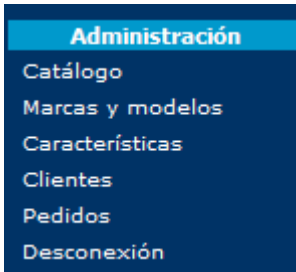 Administración
Catálogo
Marcas y modelos
Características
Clientes
Pedidos
Desconexión